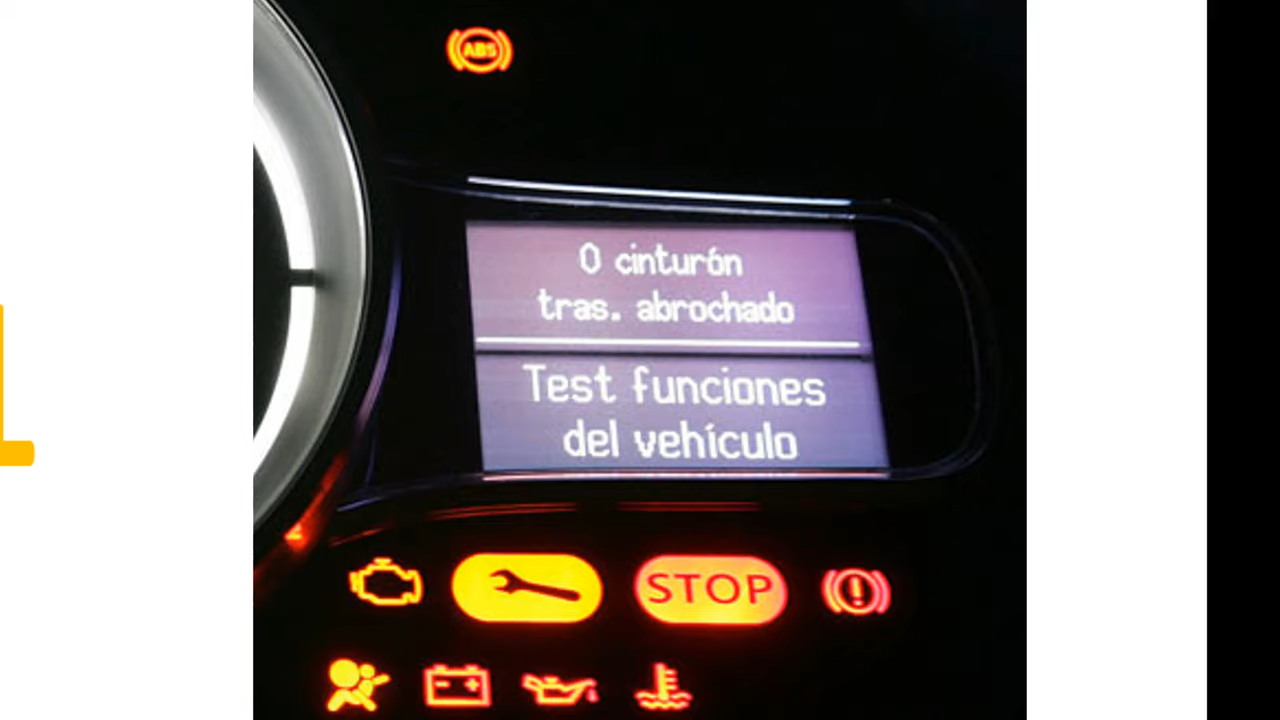 ABS
0 cinturón
tras. abrochado
Test funciones
del vehículo
STOP